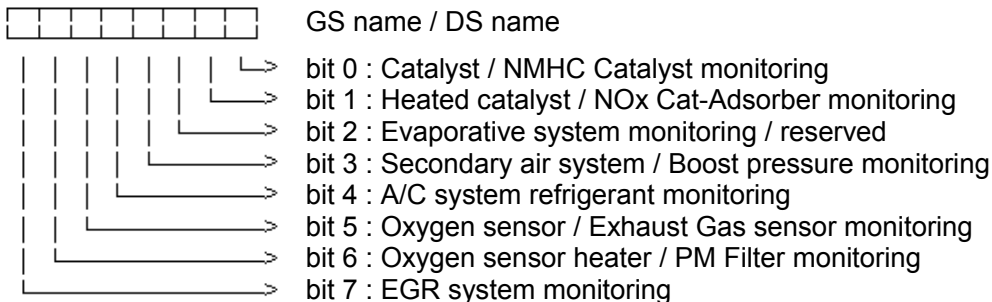 GS name / DS name
bit 0 : Catalyst / NMHC Catalyst monitoring
bit 1 : Heated catalyst / NOx Cat-Adsorber monitoring
bit 2 : Evaporative system monitoring / reserved
bit 3 : Secondary air system / Boost pressure monitoring
bit 4 : A/C system refrigerant monitoring
bit 5 : Oxygen sensor / Exhaust Gas sensor monitoring
bit 6 : Oxygen sensor heater / PM Filter monitoring
bit 7 : EGR system monitoring